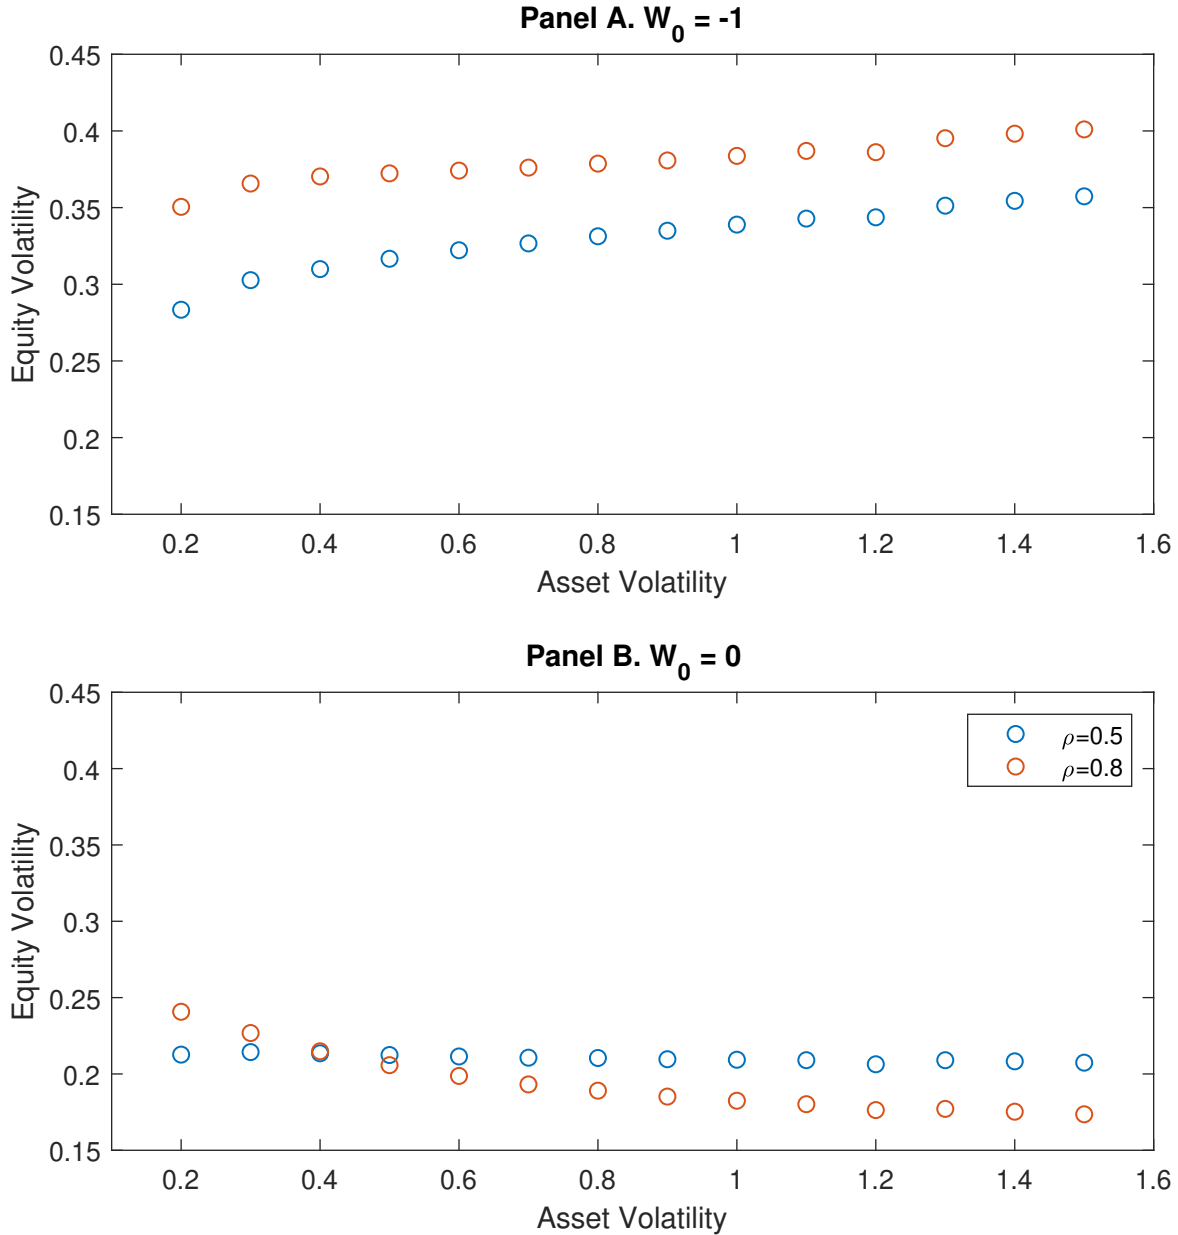 Panel A. W_0 = -1
0.45
0.4
0.35
0.3
0.25
0.2
0.15
Equity Volatility
0.2 0.4 0.6 0.8 1 1.2 1.4 1.6
Asset Volatility
Panel B. W_0 = 0
0.45
0.4
0.35
0.3
0.25
0.2
0.15
Equity Volatility
ρ=0.5
ρ=0.8
0.2 0.4 0.6 0.8 1 1.2 1.4 1.6
Asset Volatility